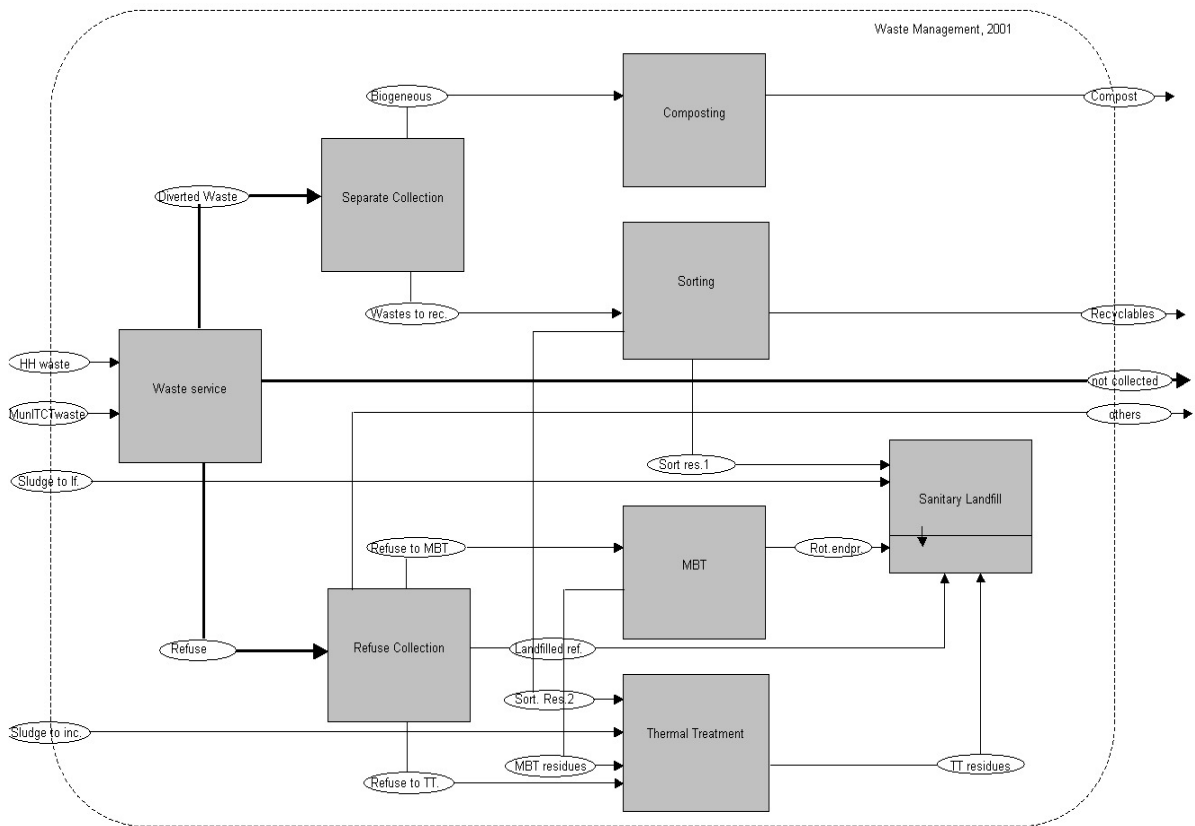 Waste Management, 2001
Biogeneous
Composting
Compost
Diverted Waste
Separate Collection
Sorting
Wastes to rec.
Recyclables
HH waste
Waste service
not collected
MunITCTwaste
others
Sort res.1
Sludge to lf.
Sanitary Landfill
Refuse to MBT
Rot.endpr.
MBT
Refuse
Refuse Collection
Landfilled ref.
Sort. Res.2
Sludge to inc.
Thermal Treatment
MBT residues
TT residues
Refuse to TT.